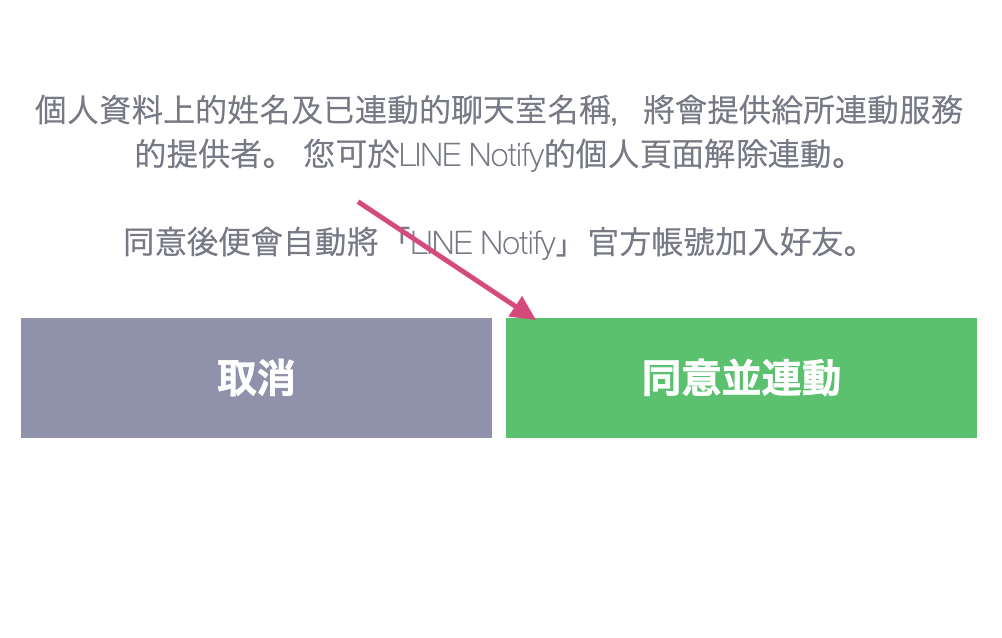 個人資料上的姓名及已連動的聊天室名稱，將會提供給所連動服務
的提供者。 您可於LINE Notify的個人頁面解除連動。
同意後便會自動將「LINE Notify」官方帳號加入好友。
取消
同意並連動